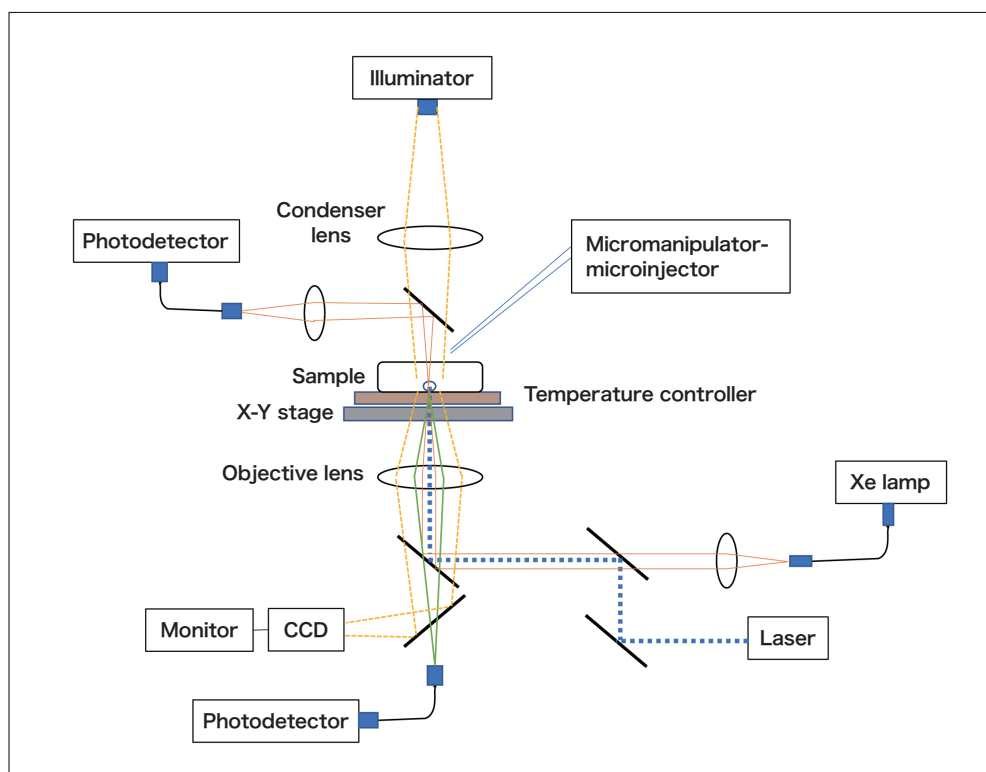 Illuminator
Condenser
lens
Photodetector
Micromanipulator-
microinjector
Sample
Temperature controller
X-Y stage
Objective lens
Xe lamp
Monitor
CCD
Laser
Photodetector